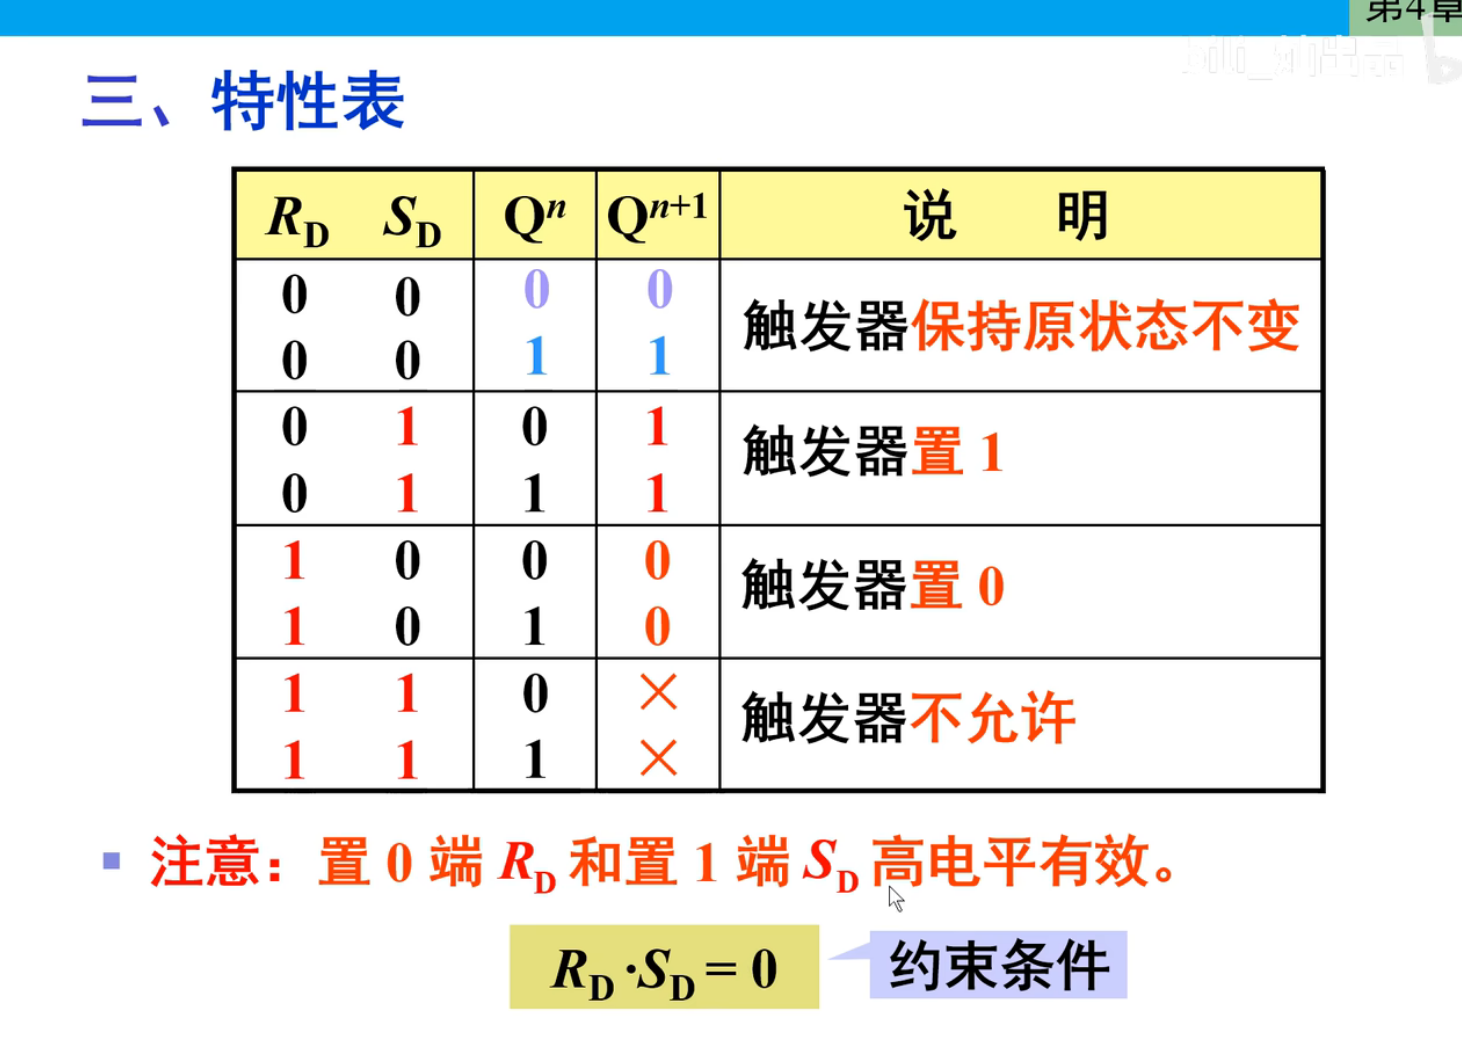 第4章
三、特性表
R_D S_D Q^n Q^{n+1} 说 明
0 0 0 0
触发器保持原状态不变
0 0 1 1
0 1 0 1
触发器置 1
0 1 1 1
1 0 0 0
触发器置 0
1 0 1 0
1 1 0 ×
触发器不允许
1 1 1 ×
注意：置 0 端 R_D 和置 1 端 S_D 高电平有效。
R_D·S_D = 0
约束条件